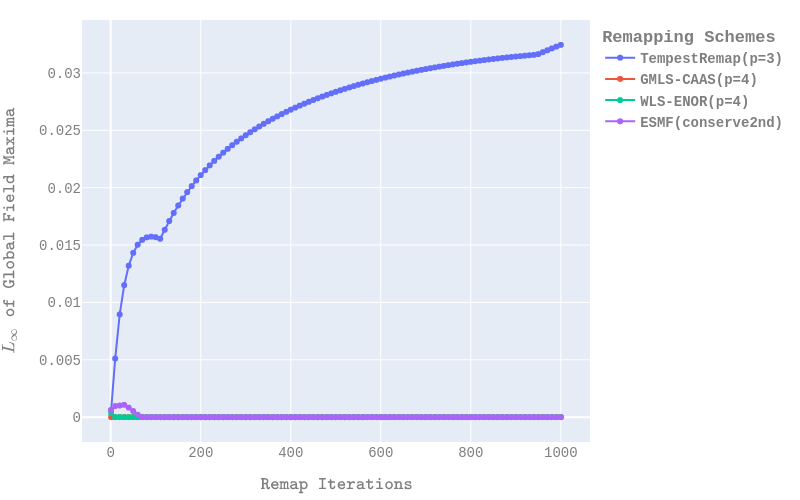 Remapping Schemes
TempestRemap(p=3)
GMLS-CAAS(p=4)
WLS-ENOR(p=4)
ESMF(conserve2nd)
L∞ of Global Field Maxima
0.03
0.025
0.02
0.015
0.01
0.005
0
0 200 400 600 800 1000
Remap Iterations